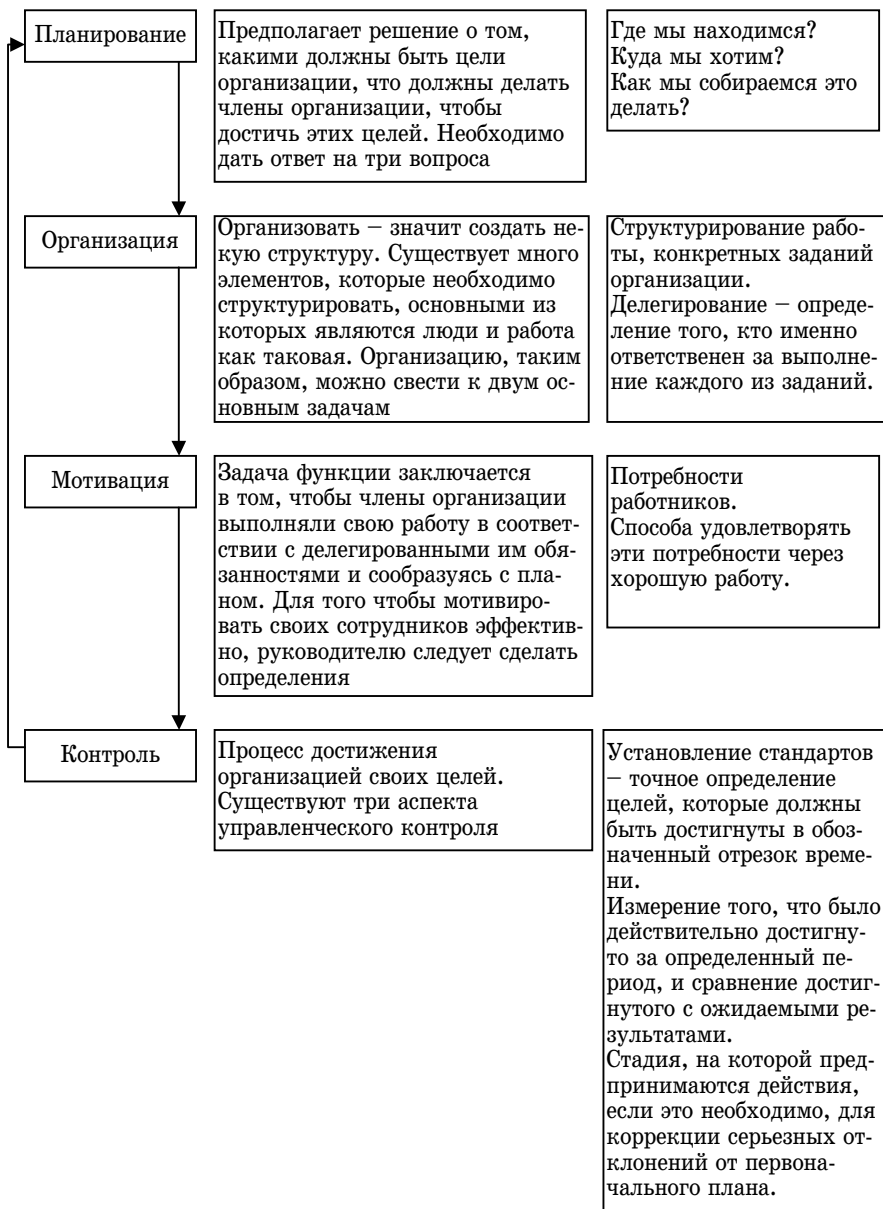 Планирование
Предполагает решение о том,
какими должны быть цели
организации, что должны делать
члены организации, чтобы
достичь этих целей. Необходимо
дать ответ на три вопроса
Где мы находимся?
Куда мы хотим?
Как мы собираемся это
делать?
Организация
Организовать — значит создать не-
кую структуру. Существует много
элементов, которые необходимо
структурировать, основными из
которых являются люди и работа
как таковая. Организацию, таким
образом, можно свести к двум ос-
новным задачам
Структурирование рабо-
ты, конкретных заданий
организации.
Делегирование — опреде-
ление того, кто именно
ответственен за выполне-
ние каждого из заданий.
Мотивация
Задача функции заключается
в том, чтобы члены организации
выполняли свою работу в соответ-
ствии с делегированными им обя-
занностями и сообразуясь с пла-
ном. Для того чтобы мотивиро-
вать своих сотрудников эффектив-
но, руководителю следует сделать
определения
Потребности
работников.
Способа удовлетворять
эти потребности через
хорошую работу.
Контроль
Процесс достижения
организацией своих целей.
Существуют три аспекта
управленческого контроля
Установление стандартов
— точное определение
целей, которые должны
быть достигнуты в обоз-
наченный отрезок време-
ни.
Измерение того, что было
действительно достигну-
то за определенный пе-
риод, и сравнение достиг-
нутого с ожидаемыми ре-
зультатами.
Стадия, на которой пред-
принимаются действия,
если это необходимо, для
коррекции серьезных от-
клонений от первона-
чального плана.